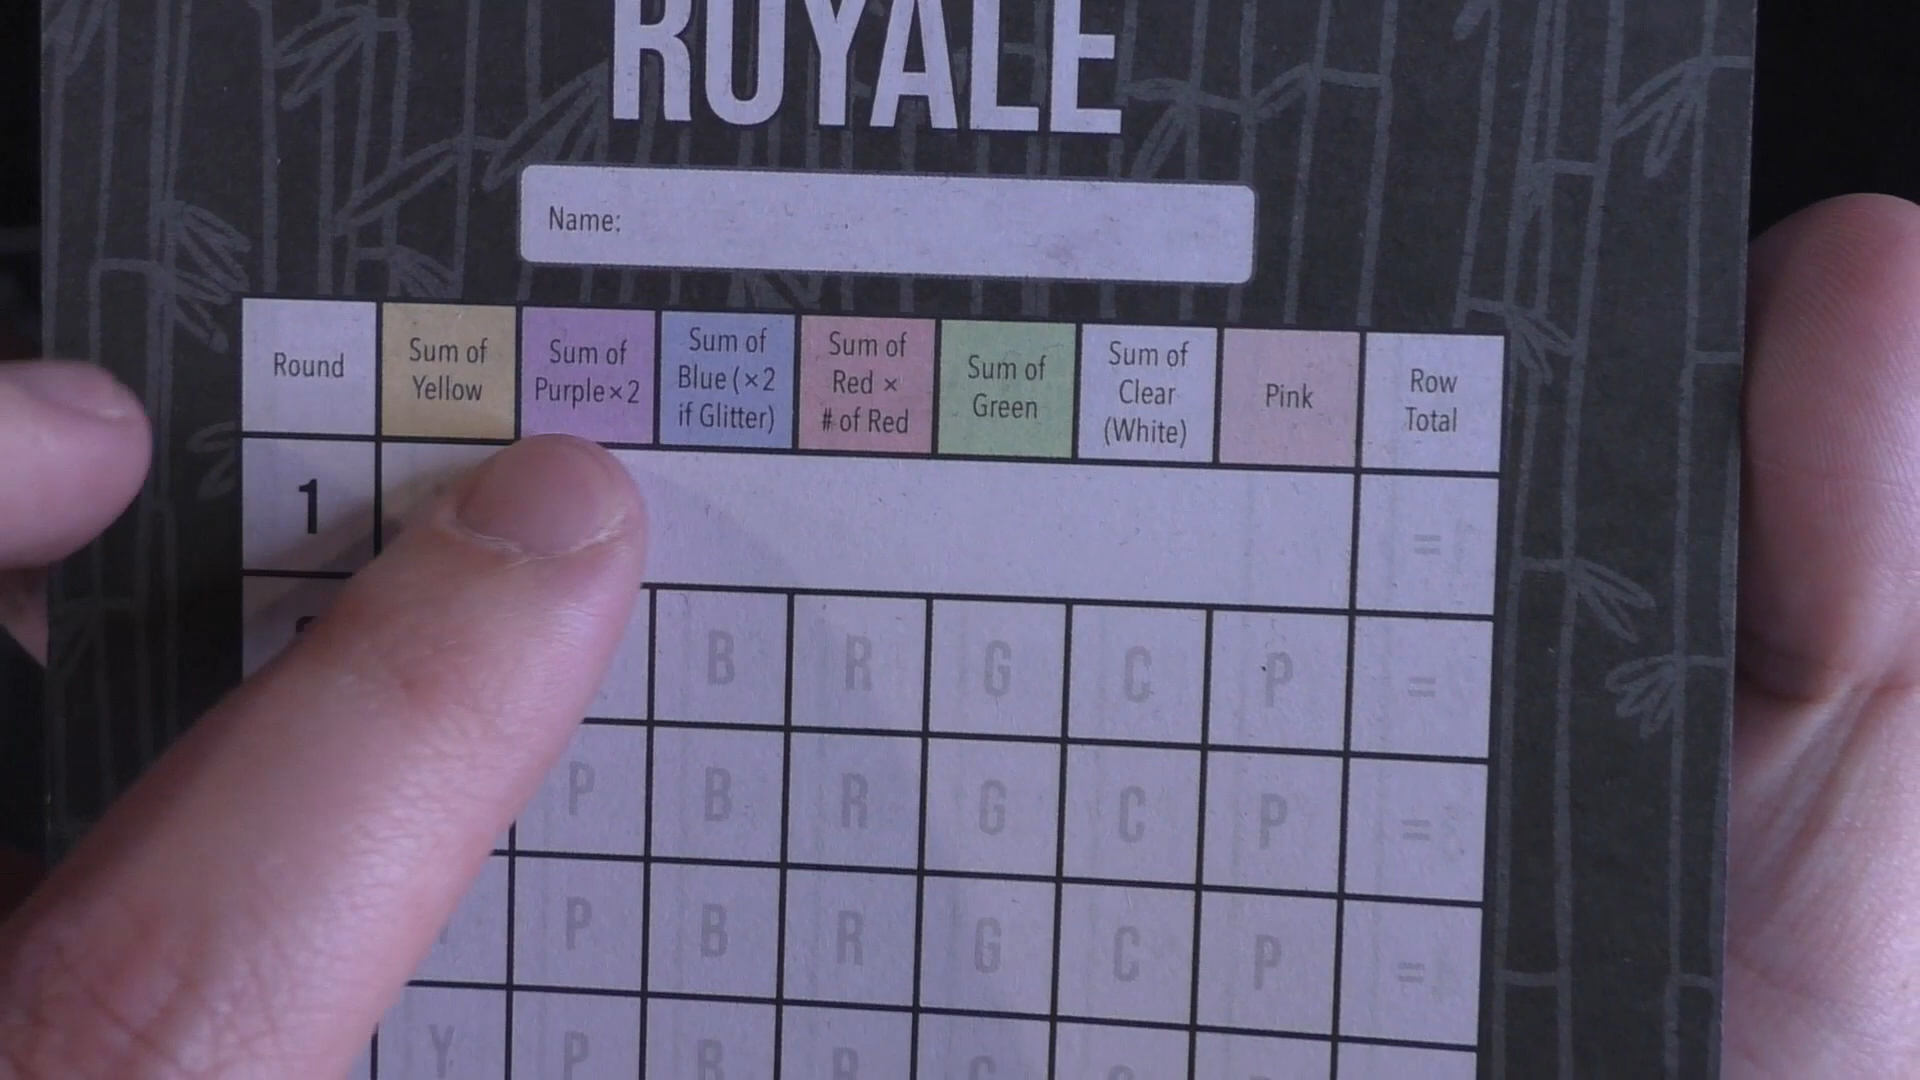 ROYALE
Name:
Round
Sum of
Yellow
Sum of
Purple×2
Sum of
Blue (×2
if Glitter)
Sum of
Red ×
# of Red
Sum of
Green
Sum of
Clear
(White)
Pink
Row
Total
1 =
B R G C P =
P B R G C P =
P B R G C P =
Y P B R G C P